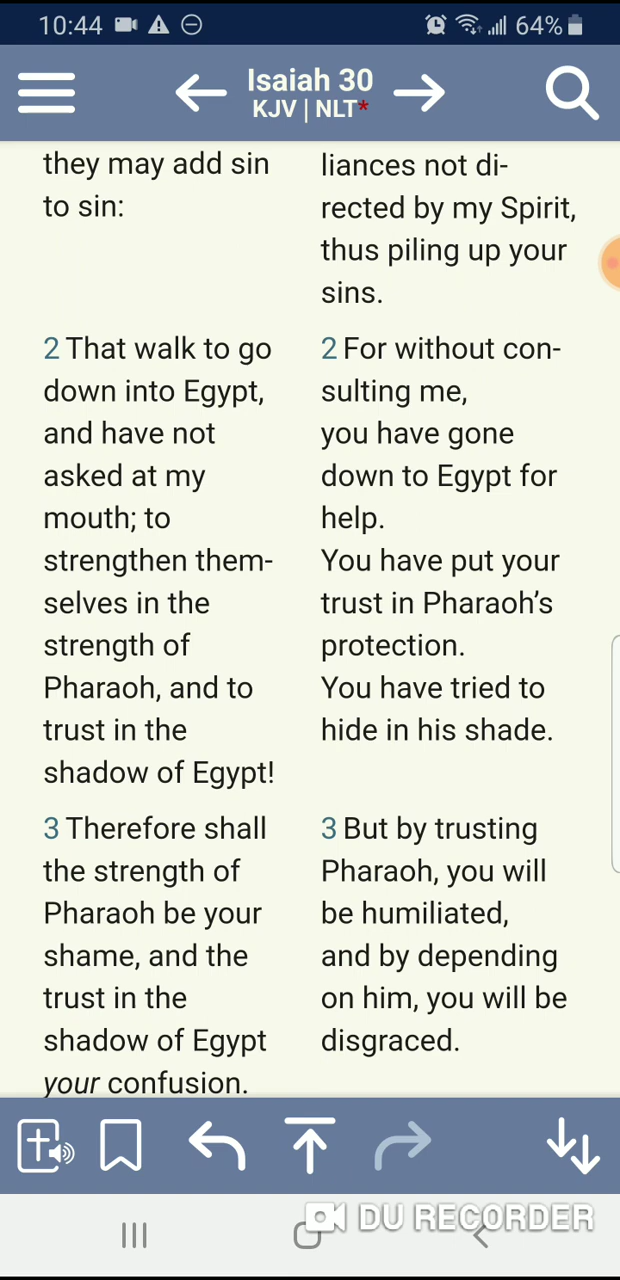 10:44
64%
Isaiah 30
KJV | NLT*
they may add sin
to sin:
liances not di-
rected by my Spirit,
thus piling up your
sins.
2 That walk to go
down into Egypt,
and have not
asked at my
mouth; to
strengthen them-
selves in the
strength of
Pharaoh, and to
trust in the
shadow of Egypt!
2 For without con-
sulting me,
you have gone
down to Egypt for
help.
You have put your
trust in Pharaoh’s
protection.
You have tried to
hide in his shade.
3 Therefore shall
the strength of
Pharaoh be your
shame, and the
trust in the
shadow of Egypt
your confusion.
3 But by trusting
Pharaoh, you will
be humiliated,
and by depending
on him, you will be
disgraced.
DU RECORDER